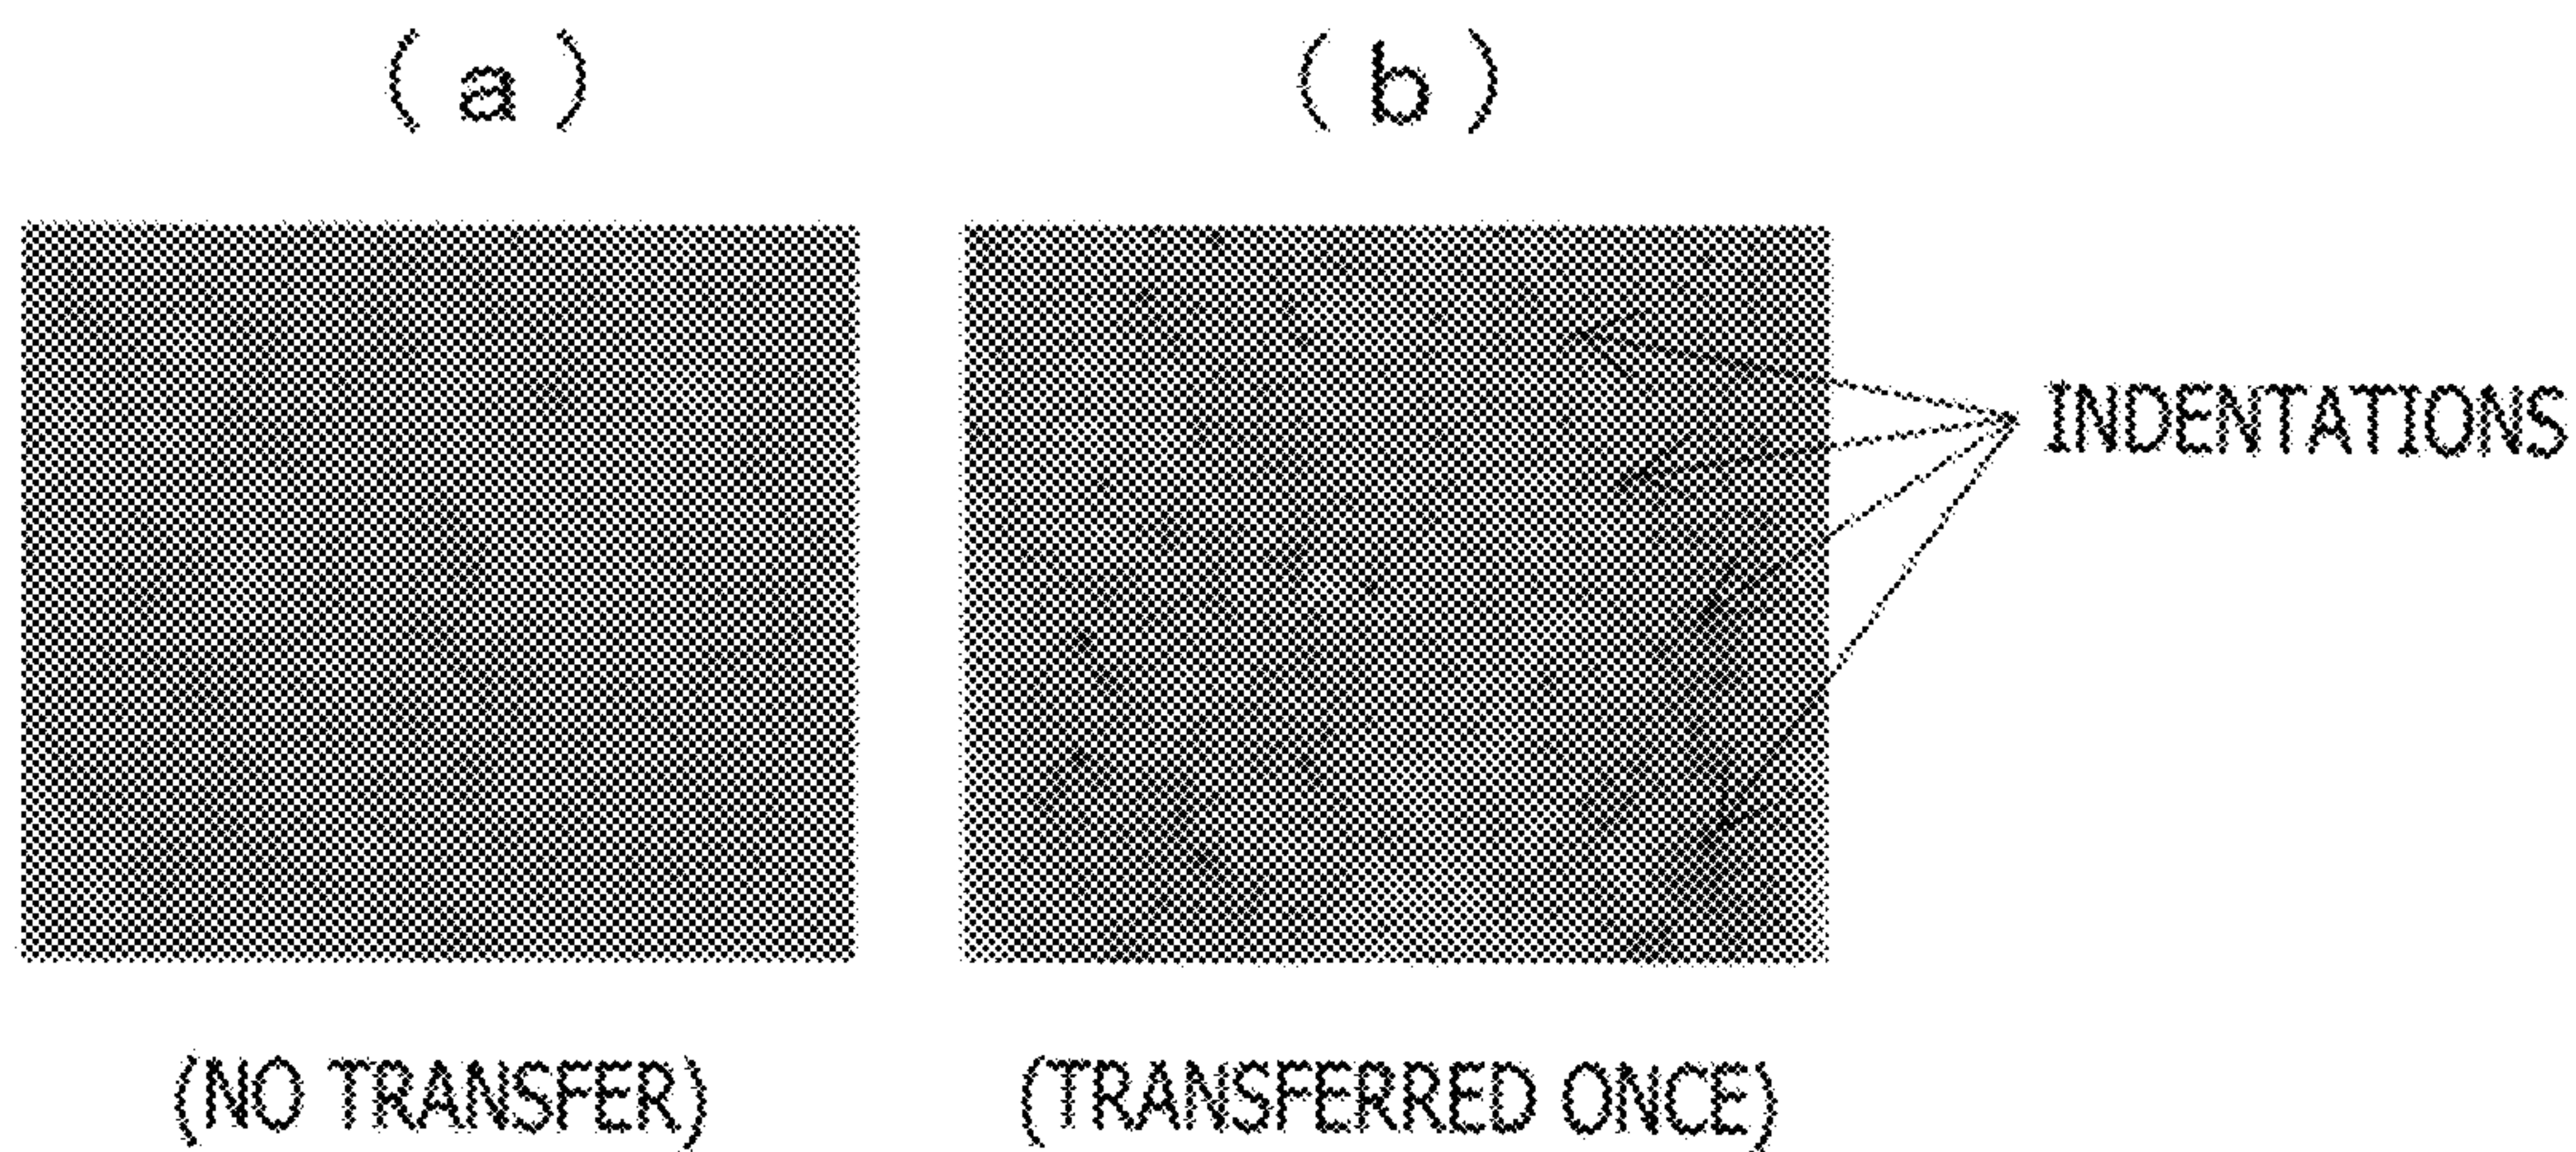 ( a )
( b )
INDENTATIONS
(NO TRANSFER)
(TRANSFERRED ONCE)